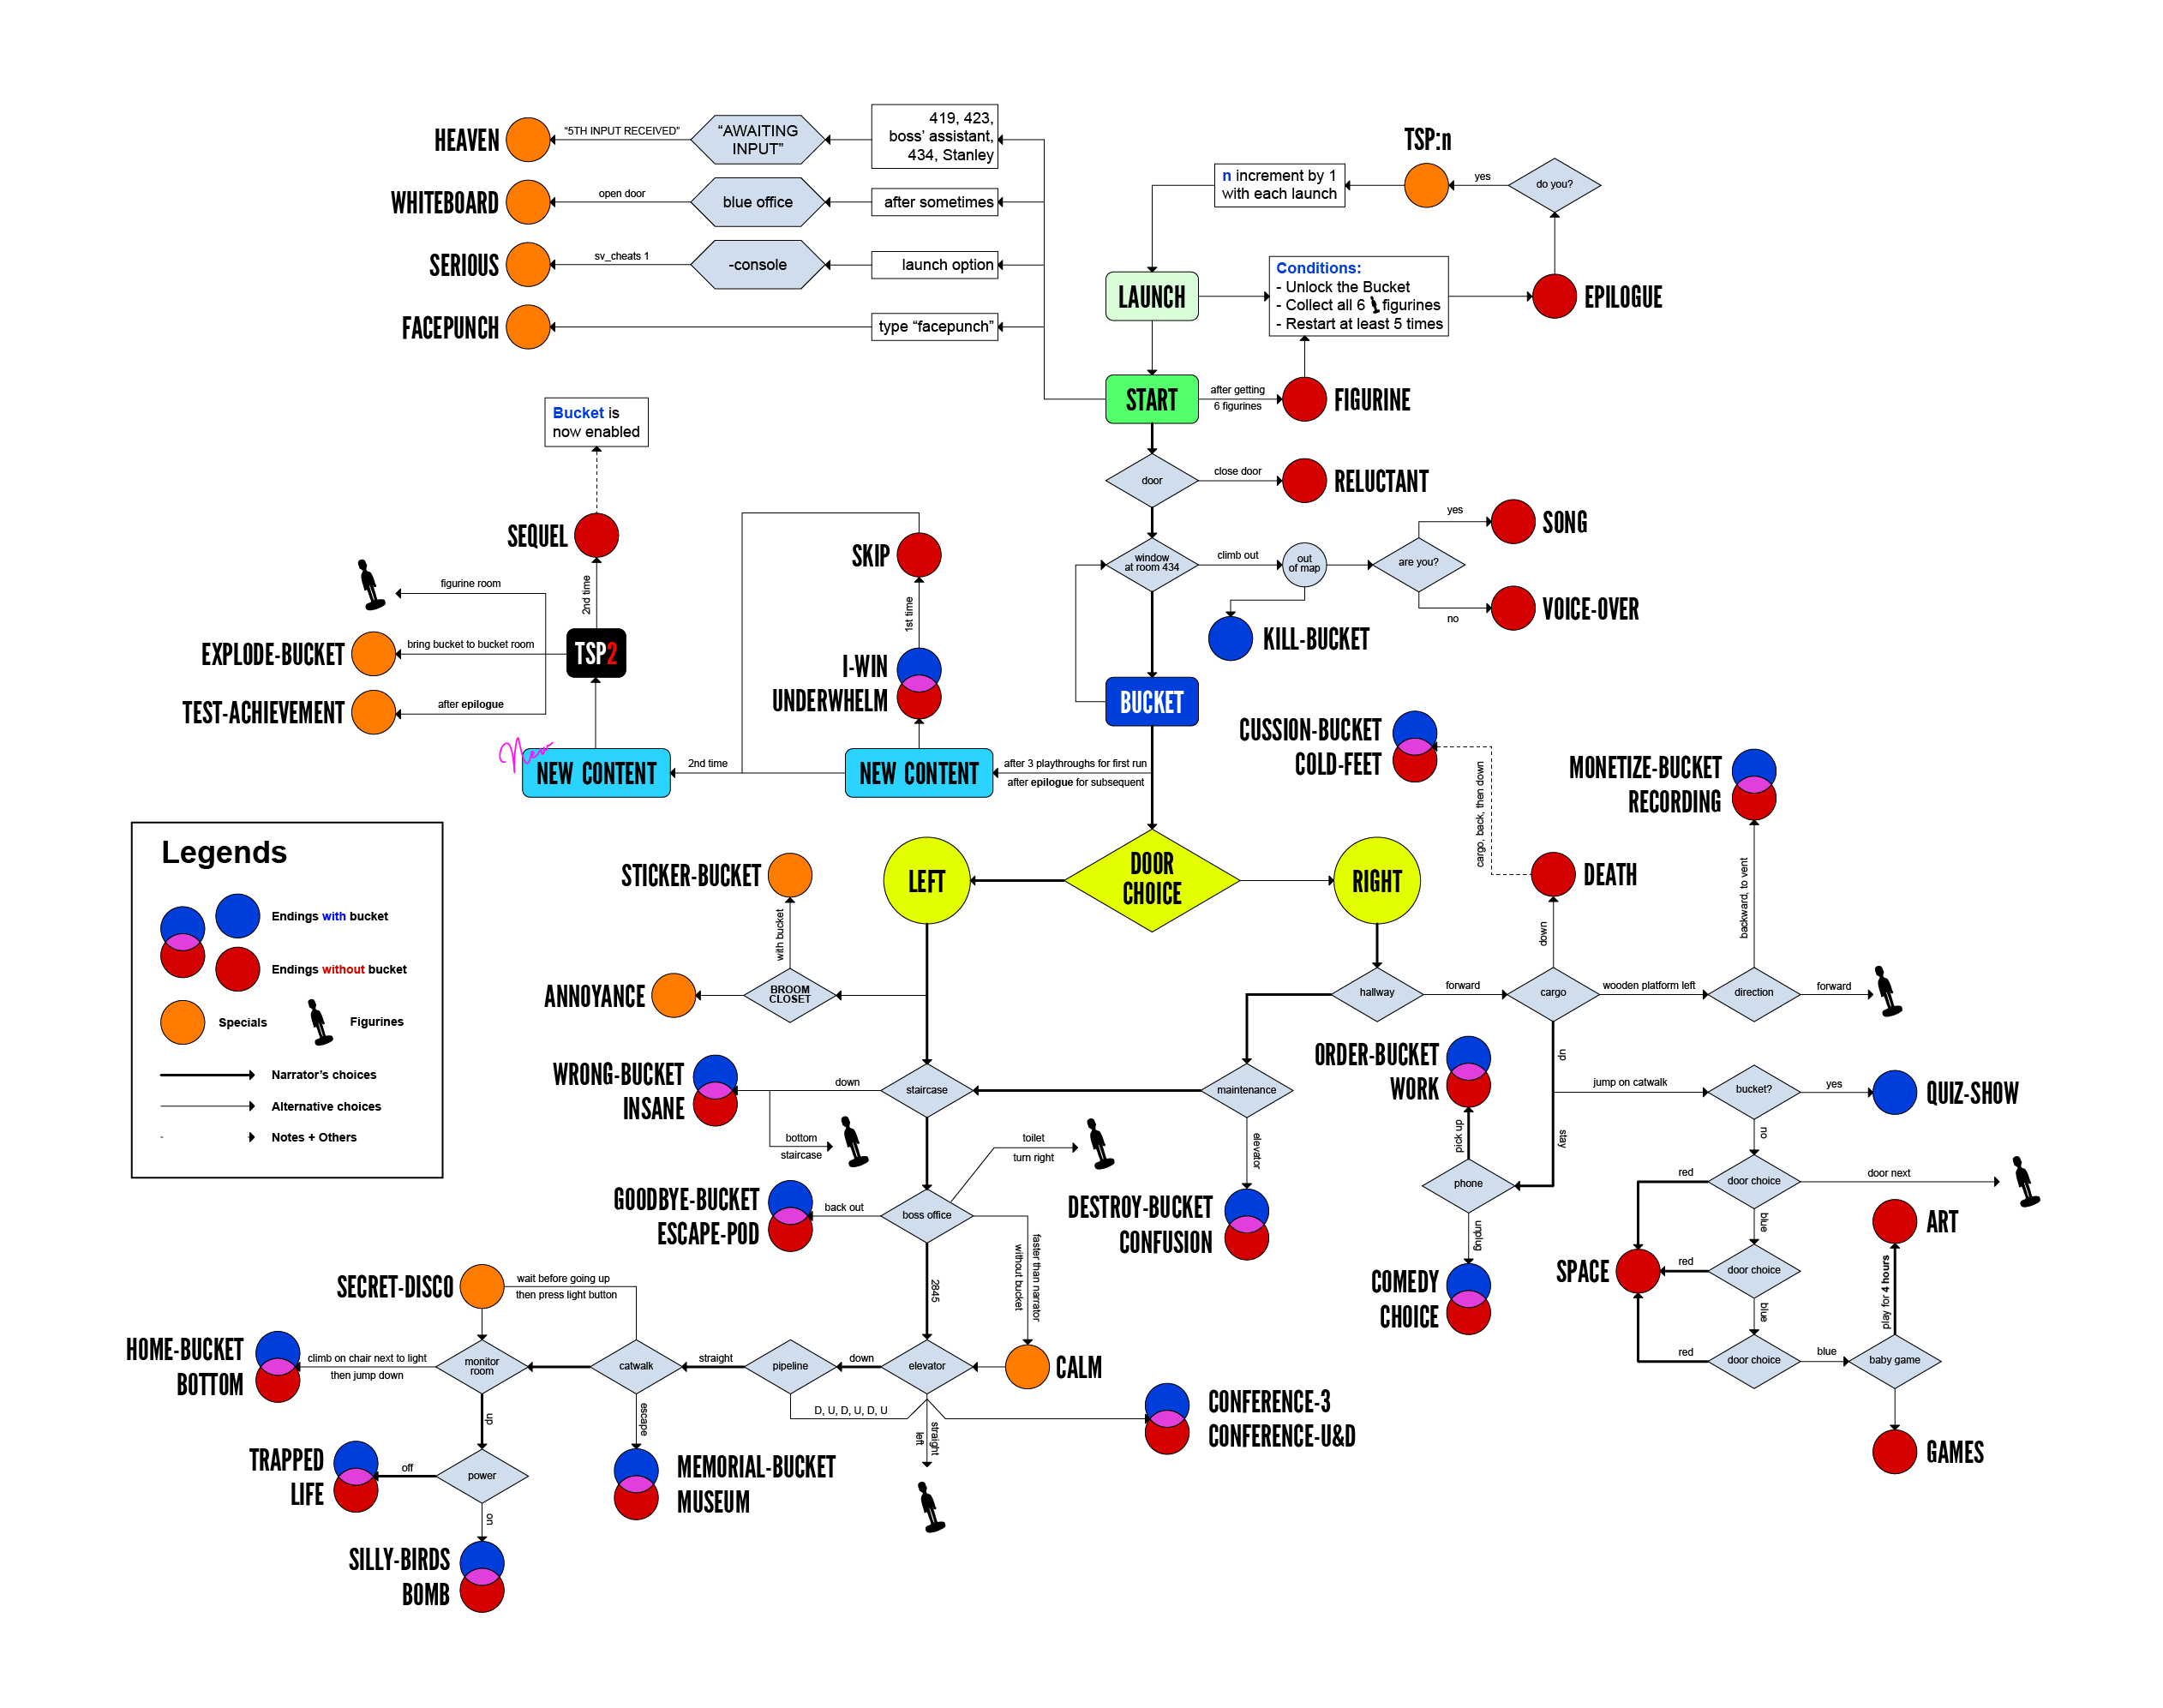 HEAVEN
"5TH INPUT RECEIVED"
“AWAITING
INPUT”
419, 423,
boss' assistant,
434, Stanley
WHITEBOARD
open door
blue office
after sometimes
SERIOUS
sv_cheats 1
-console
launch option
FACEPUNCH
type “facepunch”
TSP:n
n increment by 1
with each launch
yes
do you?
LAUNCH
Conditions:
- Unlock the Bucket
- Collect all 6 figurines
- Restart at least 5 times
EPILOGUE
START
after getting
6 figurines
FIGURINE
door
close door
RELUCTANT
window
at room 434
climb out
out
of map
are you?
yes
SONG
no
VOICE-OVER
KILL-BUCKET
BUCKET
Bucket is
now enabled
SEQUEL
2nd time
figurine room
EXPLODE-BUCKET
bring bucket to bucket room
TSP2
TEST-ACHIEVEMENT
after epilogue
New
NEW CONTENT
2nd time
SKIP
1st time
I-WIN
UNDERWHELM
NEW CONTENT
after 3 playthroughs for first run
after epilogue for subsequent
CUSSION-BUCKET
COLD-FEET
cargo, back, then down
MONETIZE-BUCKET
RECORDING
backward, to vent
Legends
Endings with bucket
Endings without bucket
Specials
Figurines
Narrator's choices
Alternative choices
Notes + Others
STICKER-BUCKET
with bucket
LEFT
DOOR
CHOICE
RIGHT
DEATH
down
ANNOYANCE
BROOM
CLOSET
hallway
forward
cargo
wooden platform left
direction
forward
up
stay
WRONG-BUCKET
INSANE
down
staircase
bottom
staircase
maintenance
elevator
ORDER-BUCKET
WORK
pick up
phone
unplug
jump on catwalk
bucket?
yes
QUIZ-SHOW
no
toilet
turn right
GOODBYE-BUCKET
ESCAPE-POD
back out
boss office
faster than narrator
without bucket
2845
DESTROY-BUCKET
CONFUSION
COMEDY
CHOICE
red
door choice
door next
blue
ART
SPACE
red
door choice
blue
play for 4 hours
red
door choice
blue
baby game
GAMES
SECRET-DISCO
wait before going up
then press light button
HOME-BUCKET
BOTTOM
climb on chair next to light
then jump down
monitor
room
catwalk
straight
pipeline
down
elevator
CALM
D, U, D, U, D, U
straight
left
CONFERENCE-3
CONFERENCE-U&D
up
escape
TRAPPED
LIFE
off
power
on
MEMORIAL-BUCKET
MUSEUM
SILLY-BIRDS
BOMB